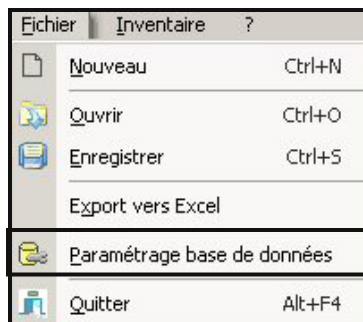 Fichier Inventaire ?
Nouveau Ctrl+N
Ouvrir Ctrl+O
Enregistrer Ctrl+S
Export vers Excel
Paramétrage base de données
Quitter Alt+F4